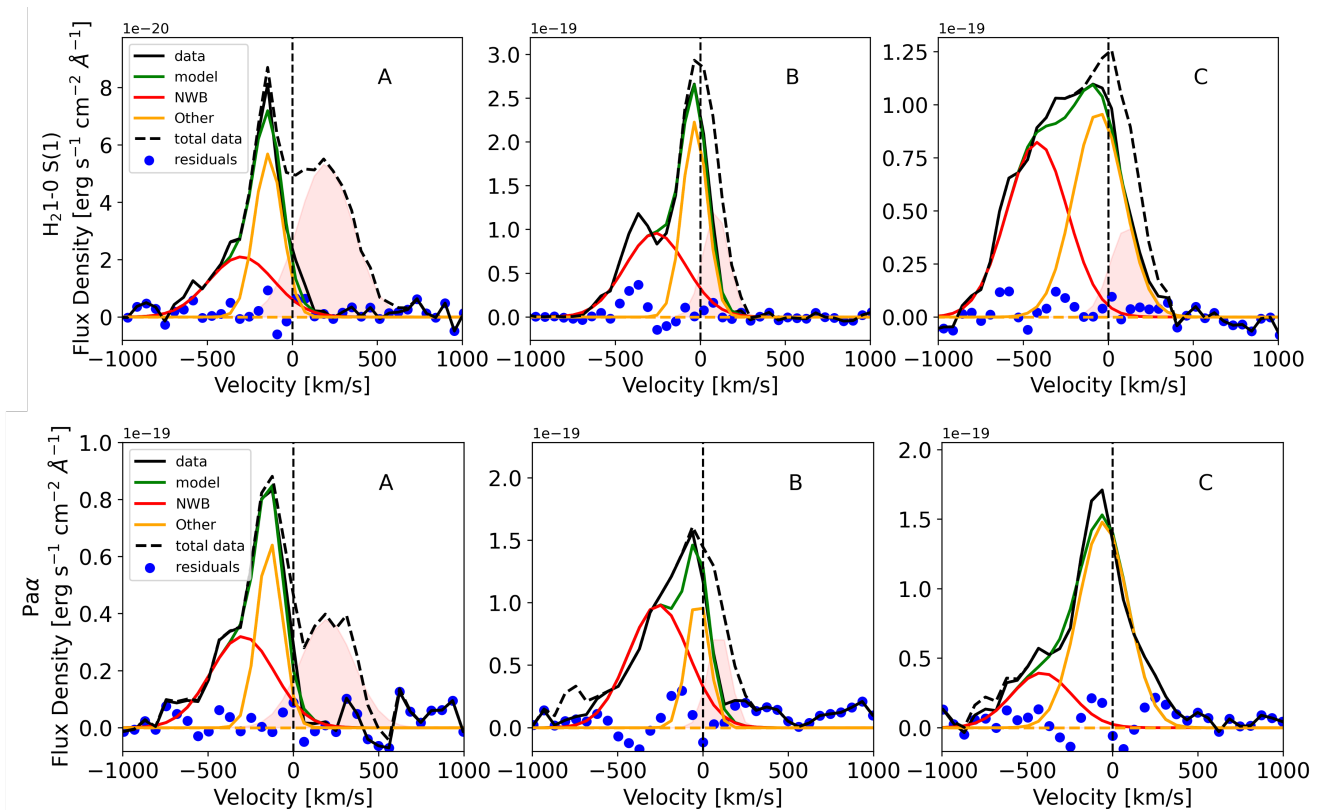 1e−20
8
6
4
2
0
−1000
−500
0
500
1000
Velocity [km/s]
H₂1-0 S(1)
Flux Density [erg s⁻¹ cm⁻² Å⁻¹]
data
model
NWB
Other
total data
residuals
A
1e−19
3.0
2.5
2.0
1.5
1.0
0.5
0.0
−1000
−500
0
500
1000
Velocity [km/s]
B
1e−19
1.25
1.00
0.75
0.50
0.25
0.00
−1000
−500
0
500
1000
Velocity [km/s]
C
1e−19
1.0
0.8
0.6
0.4
0.2
0.0
−1000
−500
0
500
1000
Velocity [km/s]
Paα
Flux Density [erg s⁻¹ cm⁻² Å⁻¹]
data
model
NWB
Other
total data
residuals
A
1e−19
2.0
1.5
1.0
0.5
0.0
−1000
−500
0
500
1000
Velocity [km/s]
B
1e−19
2.0
1.5
1.0
0.5
0.0
−1000
−500
0
500
1000
Velocity [km/s]
C